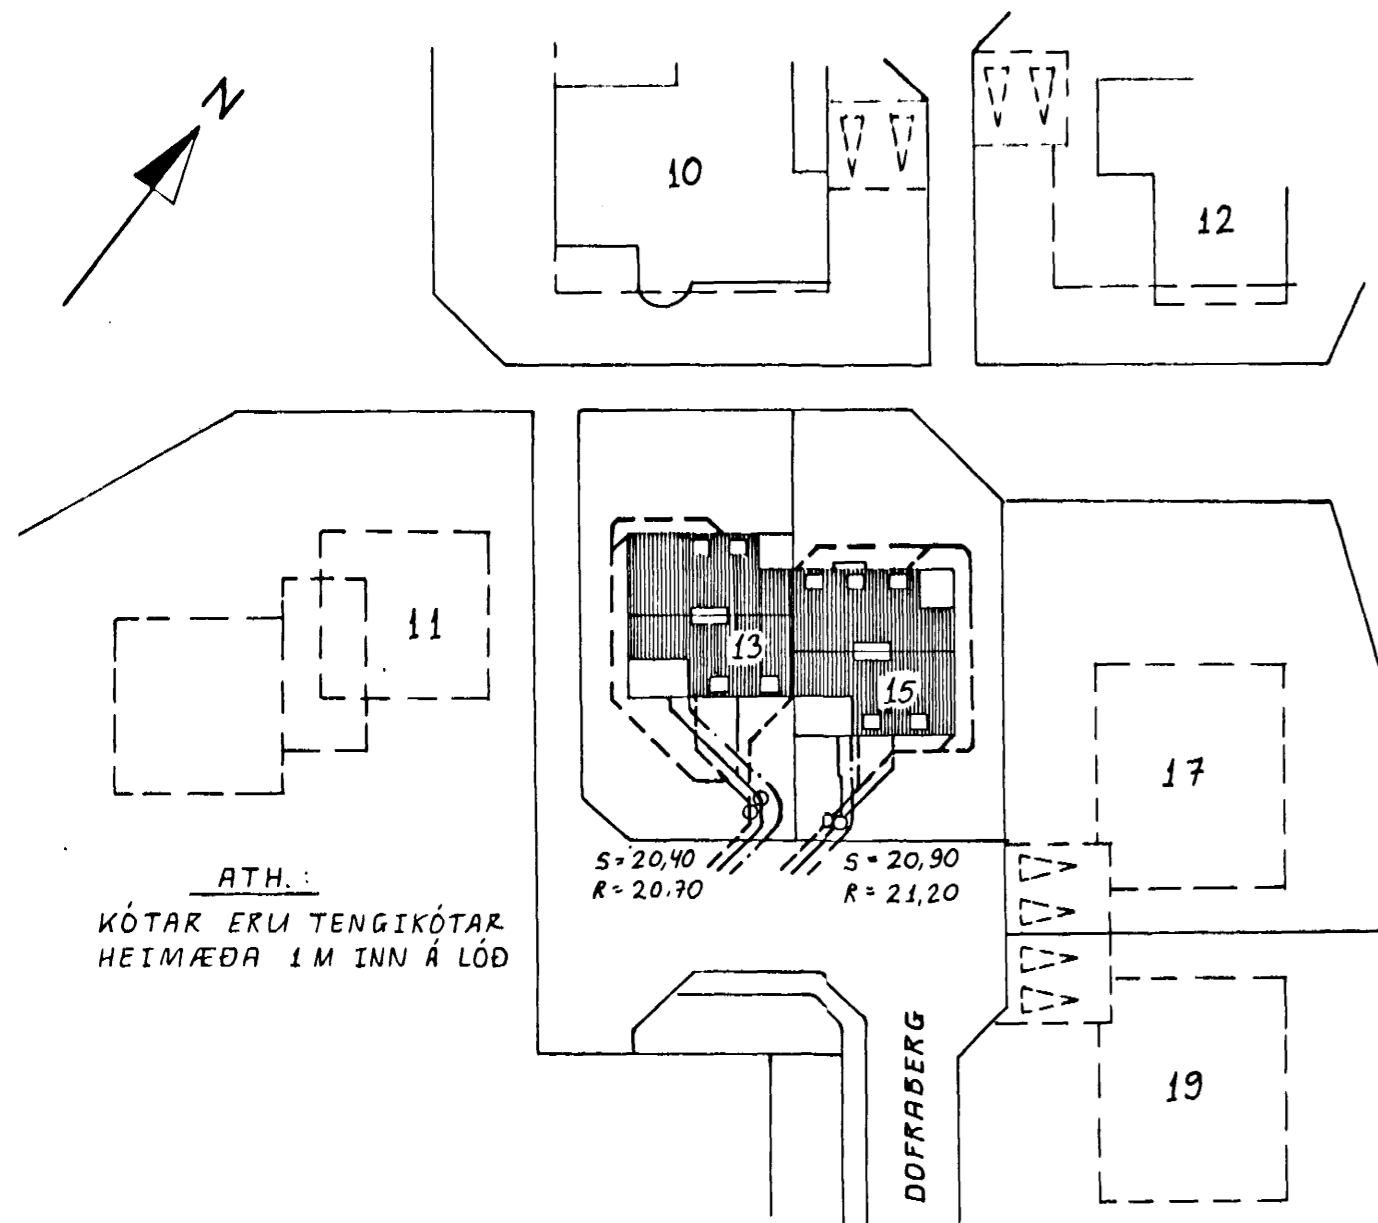 N
10
12
11
13
15
17
S=20,40
R=20.70
S=20,90
R=21,20
ATH.:
KÓTAR ERU TENGIKÓTAR
HEIMÆÐA 1 M INN Á LÓÐ
DOFRABERG
19